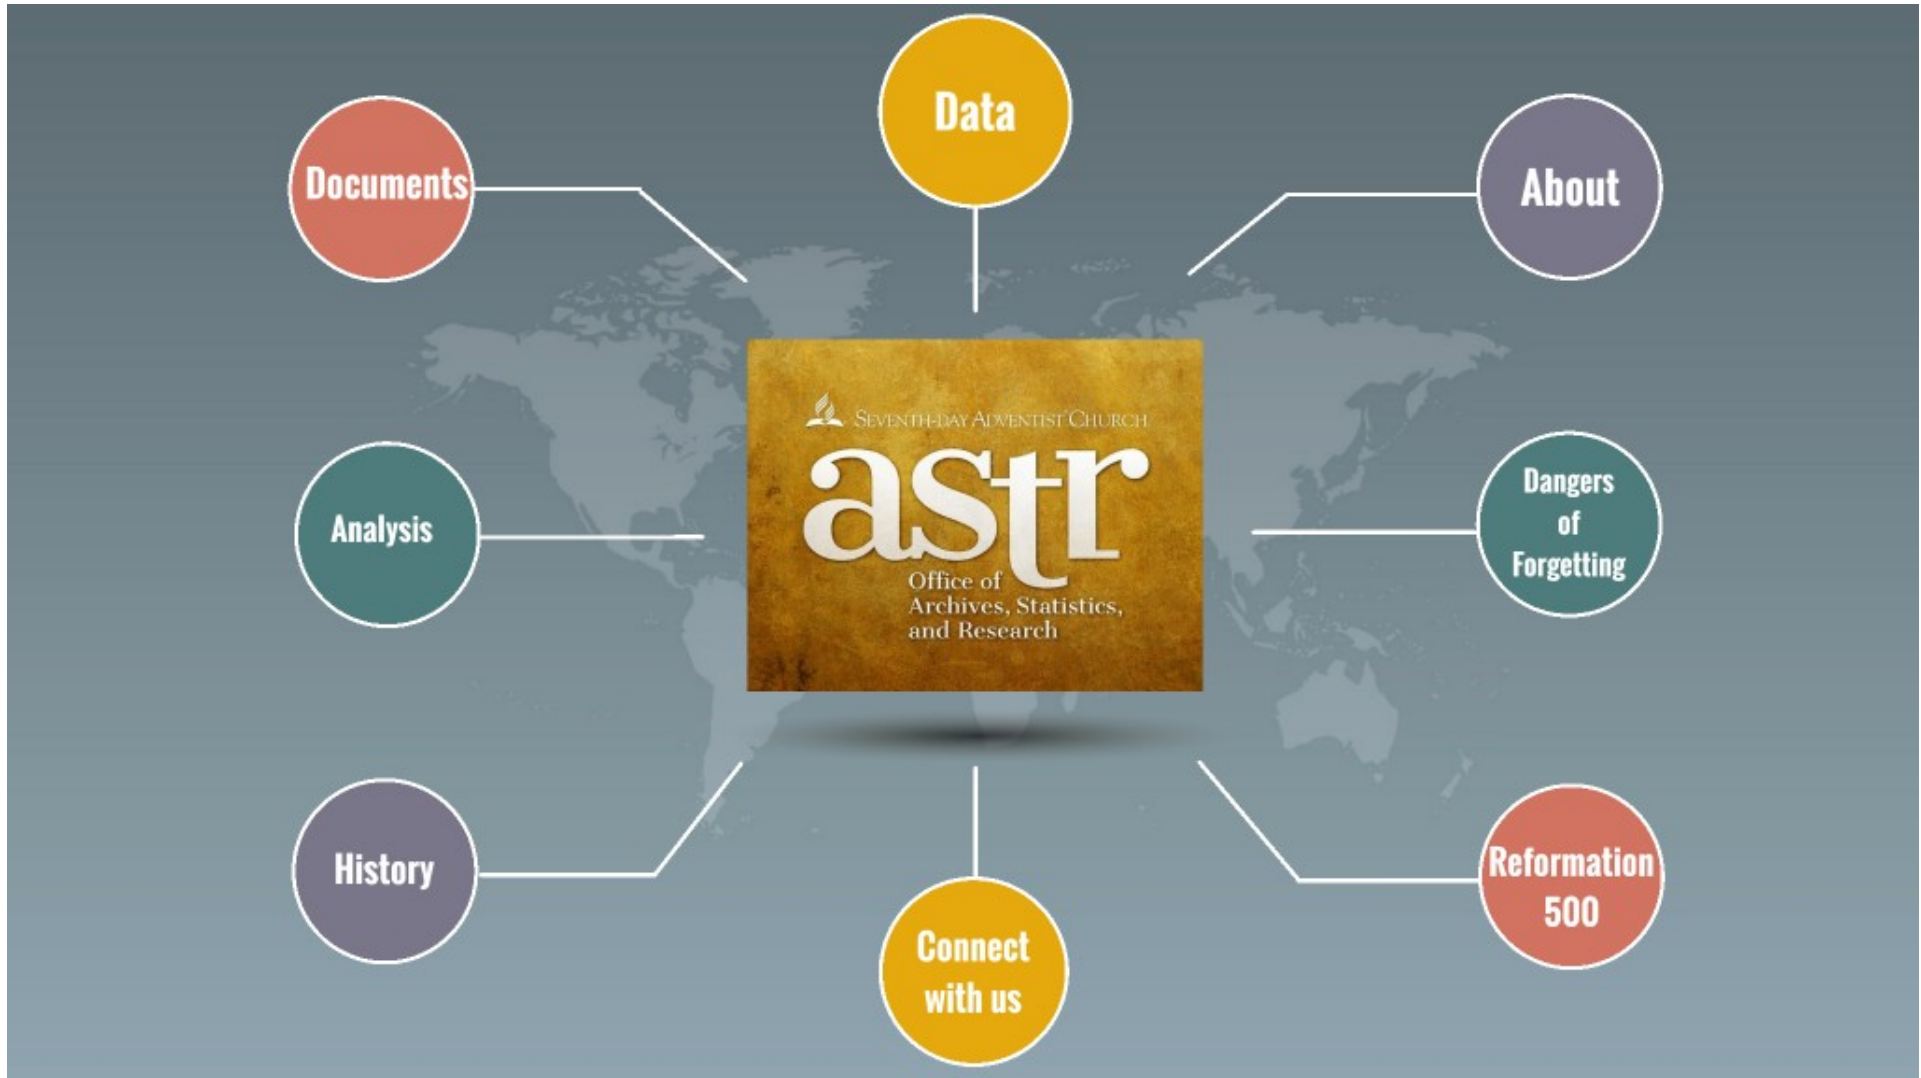 Data
Documents
About
SEVENTH-DAY ADVENTIST CHURCH
astr
Office of
Archives, Statistics,
and Research
Analysis
Dangers
of
Forgetting
History
Reformation
500
Connect
with us